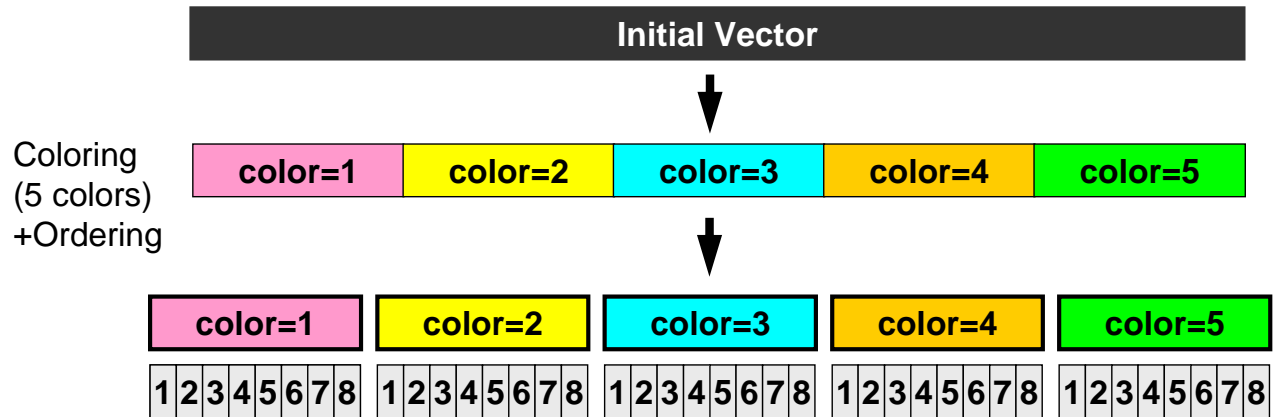 Initial Vector
Coloring
(5 colors)
+Ordering
color=1 color=2 color=3 color=4 color=5
color=1 color=2 color=3 color=4 color=5
1 2 3 4 5 6 7 8 1 2 3 4 5 6 7 8 1 2 3 4 5 6 7 8 1 2 3 4 5 6 7 8 1 2 3 4 5 6 7 8